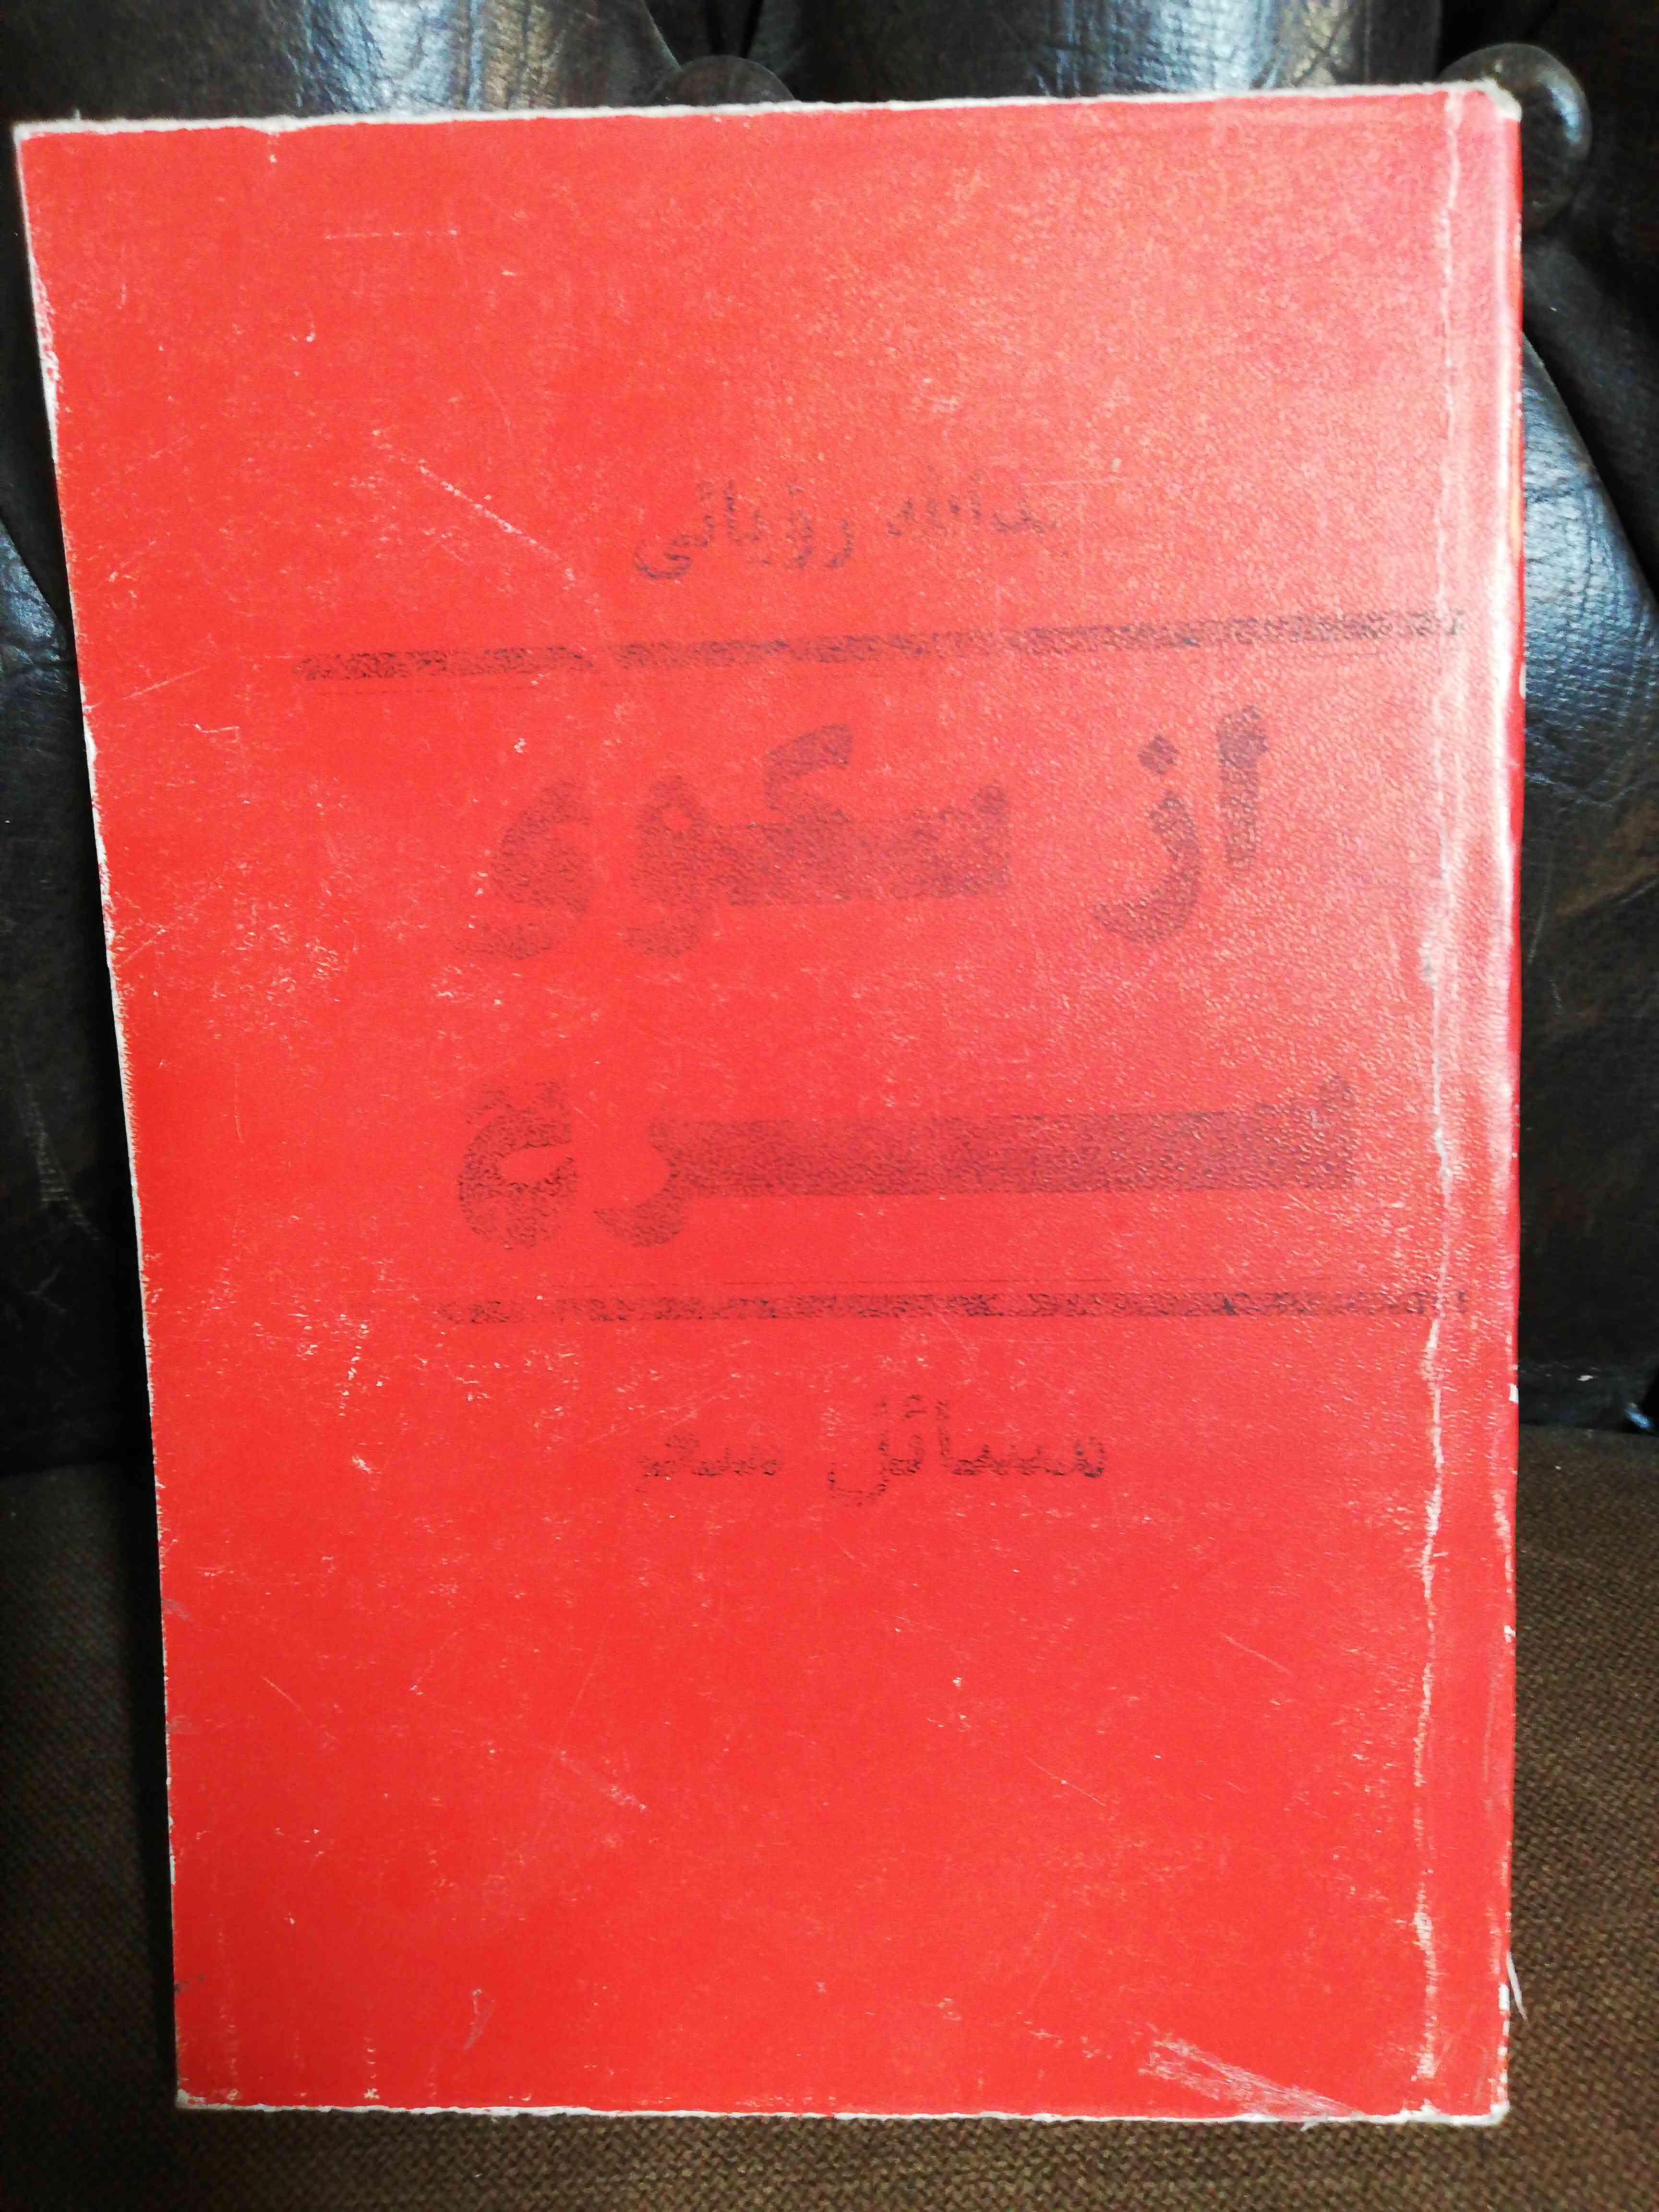 یدالله رؤیائی
از سکوی
سرخ
مسائل شعر